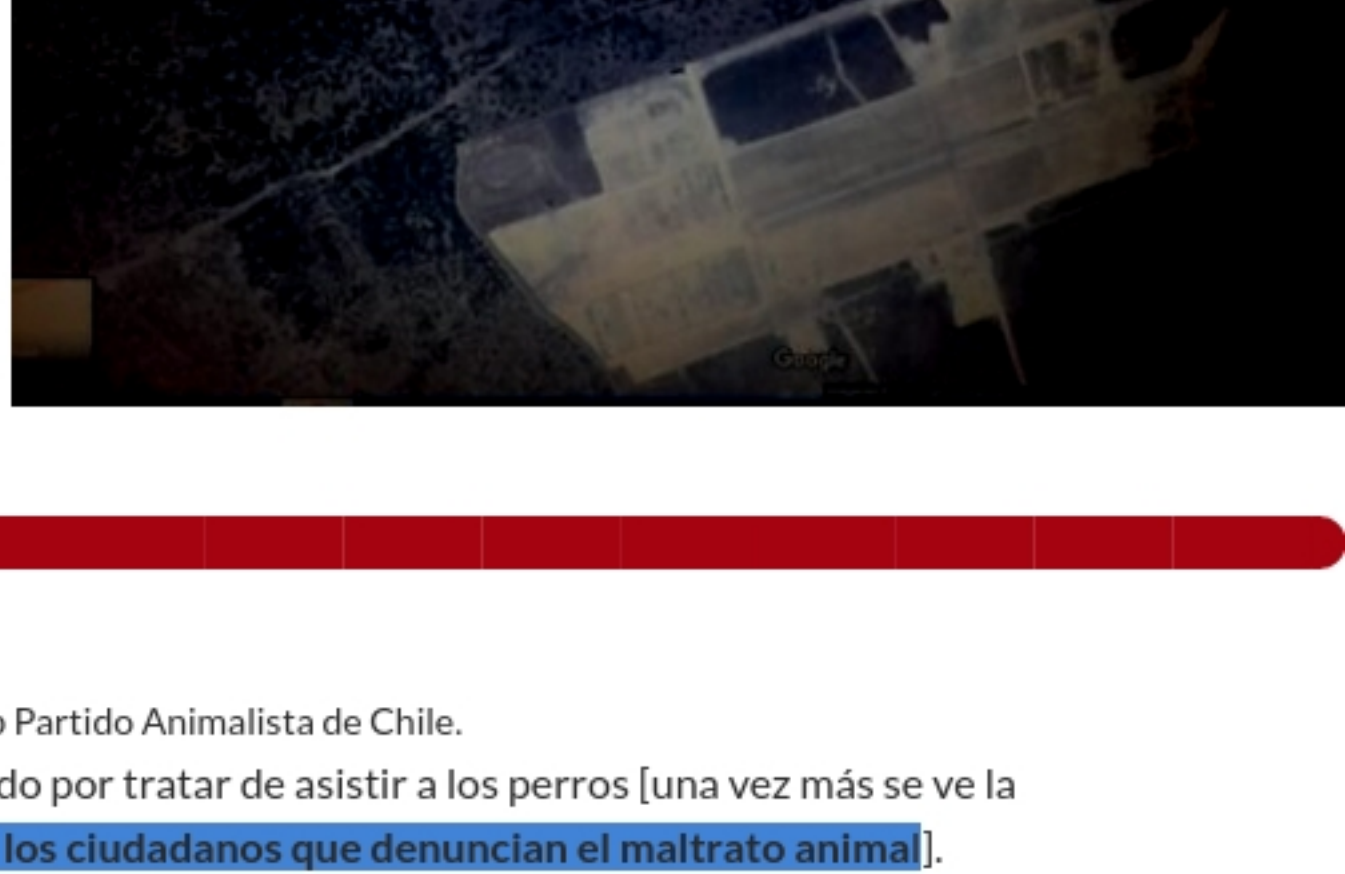 Google
o Partido Animalista de Chile.
do por tratar de asistir a los perros [una vez más se ve la
los ciudadanos que denuncian el maltrato animal].